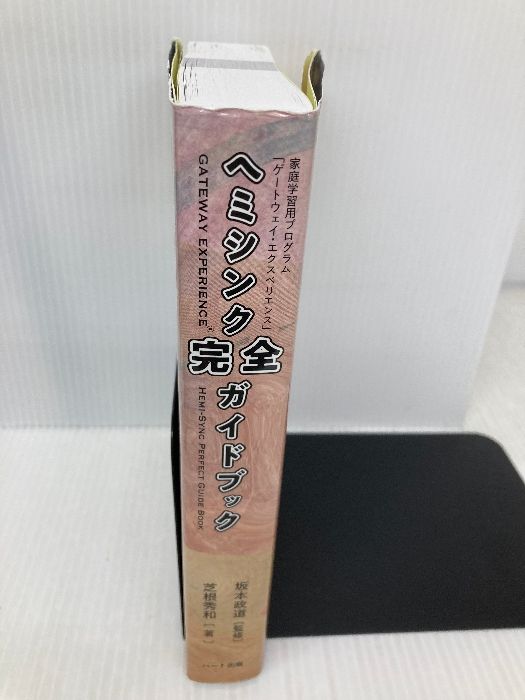 家庭学習用プログラム
「ゲートウェイ・エクスペリエンス」
ヘミシンク完全ガイドブック
GATEWAY EXPERIENCE®
HEMI-SYNC PERFECT GUIDE BOOK
坂本政道[監修]
芝根秀和[著]
ハート出版